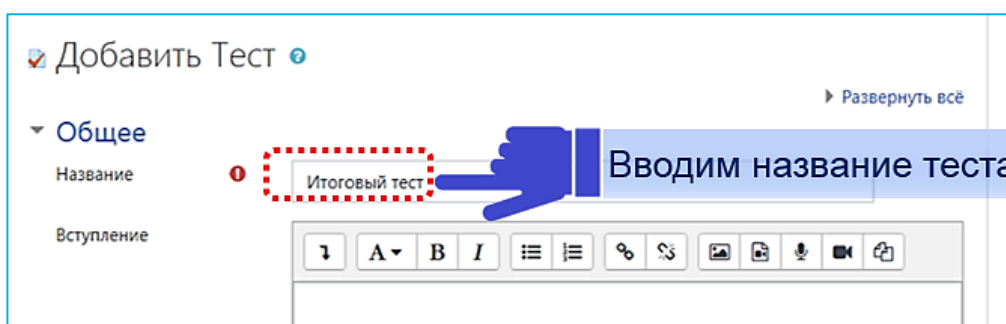 Добавить Тест
Развернуть всё
Общее
Название
Итоговый тест
Вводим название теста
Вступление
A B I